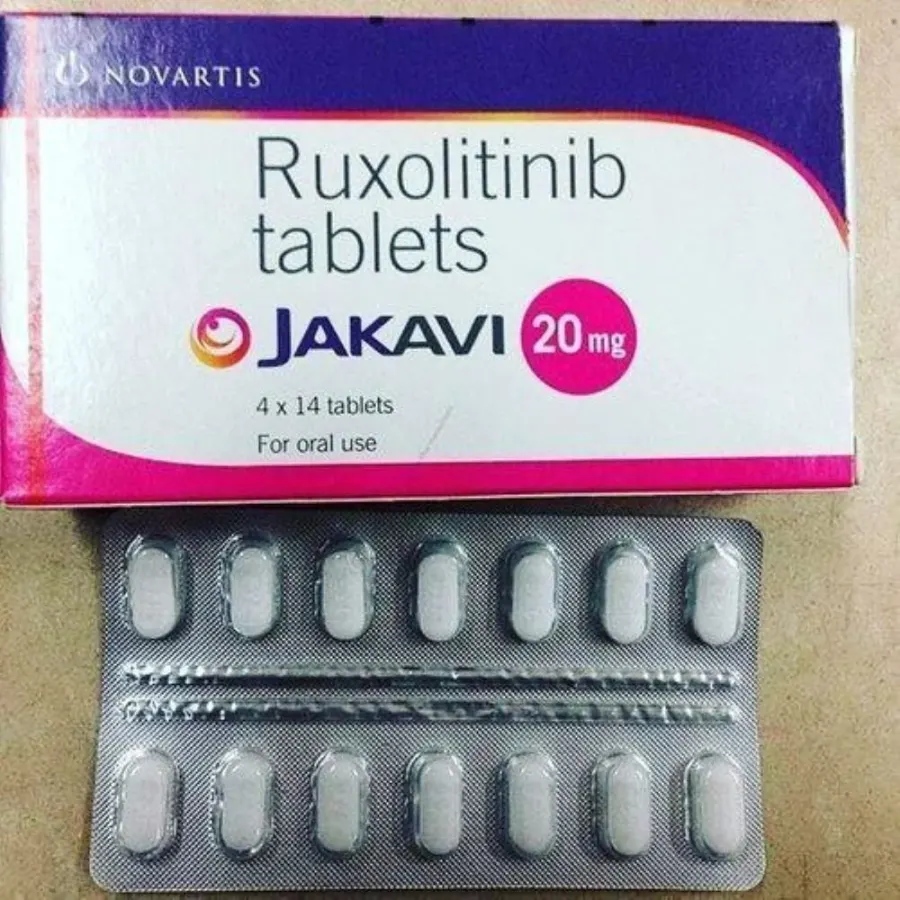 NOVARTIS
Ruxolitinib
tablets
JAKAVI 20 mg
4 x 14 tablets
For oral use